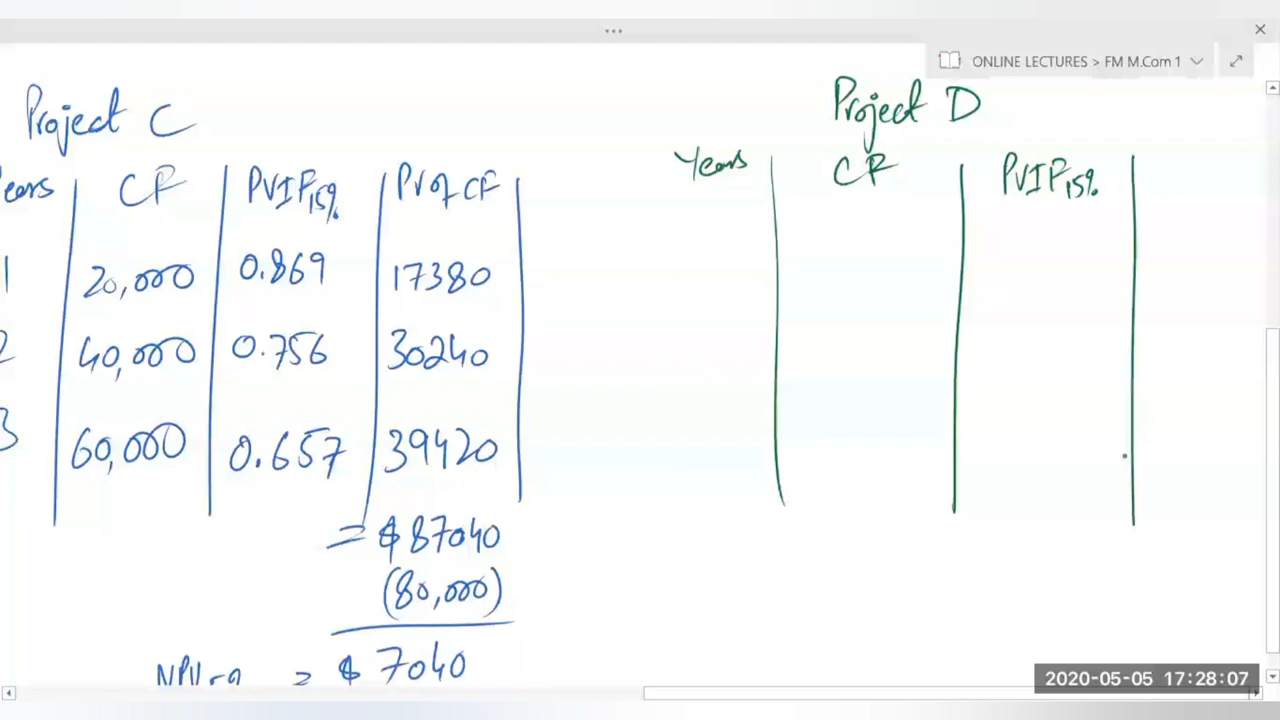 ONLINE LECTURES > FM M.Com 1
Project C
Years CF PVIF15% PV of CF
1 20,000 0.869 17380
2 40,000 0.756 30240
3 60,000 0.657 39420
= $87040
(80,000)
= $ 7040
Project D
Years CF PVIF15%
2020-05-05 17:28:07